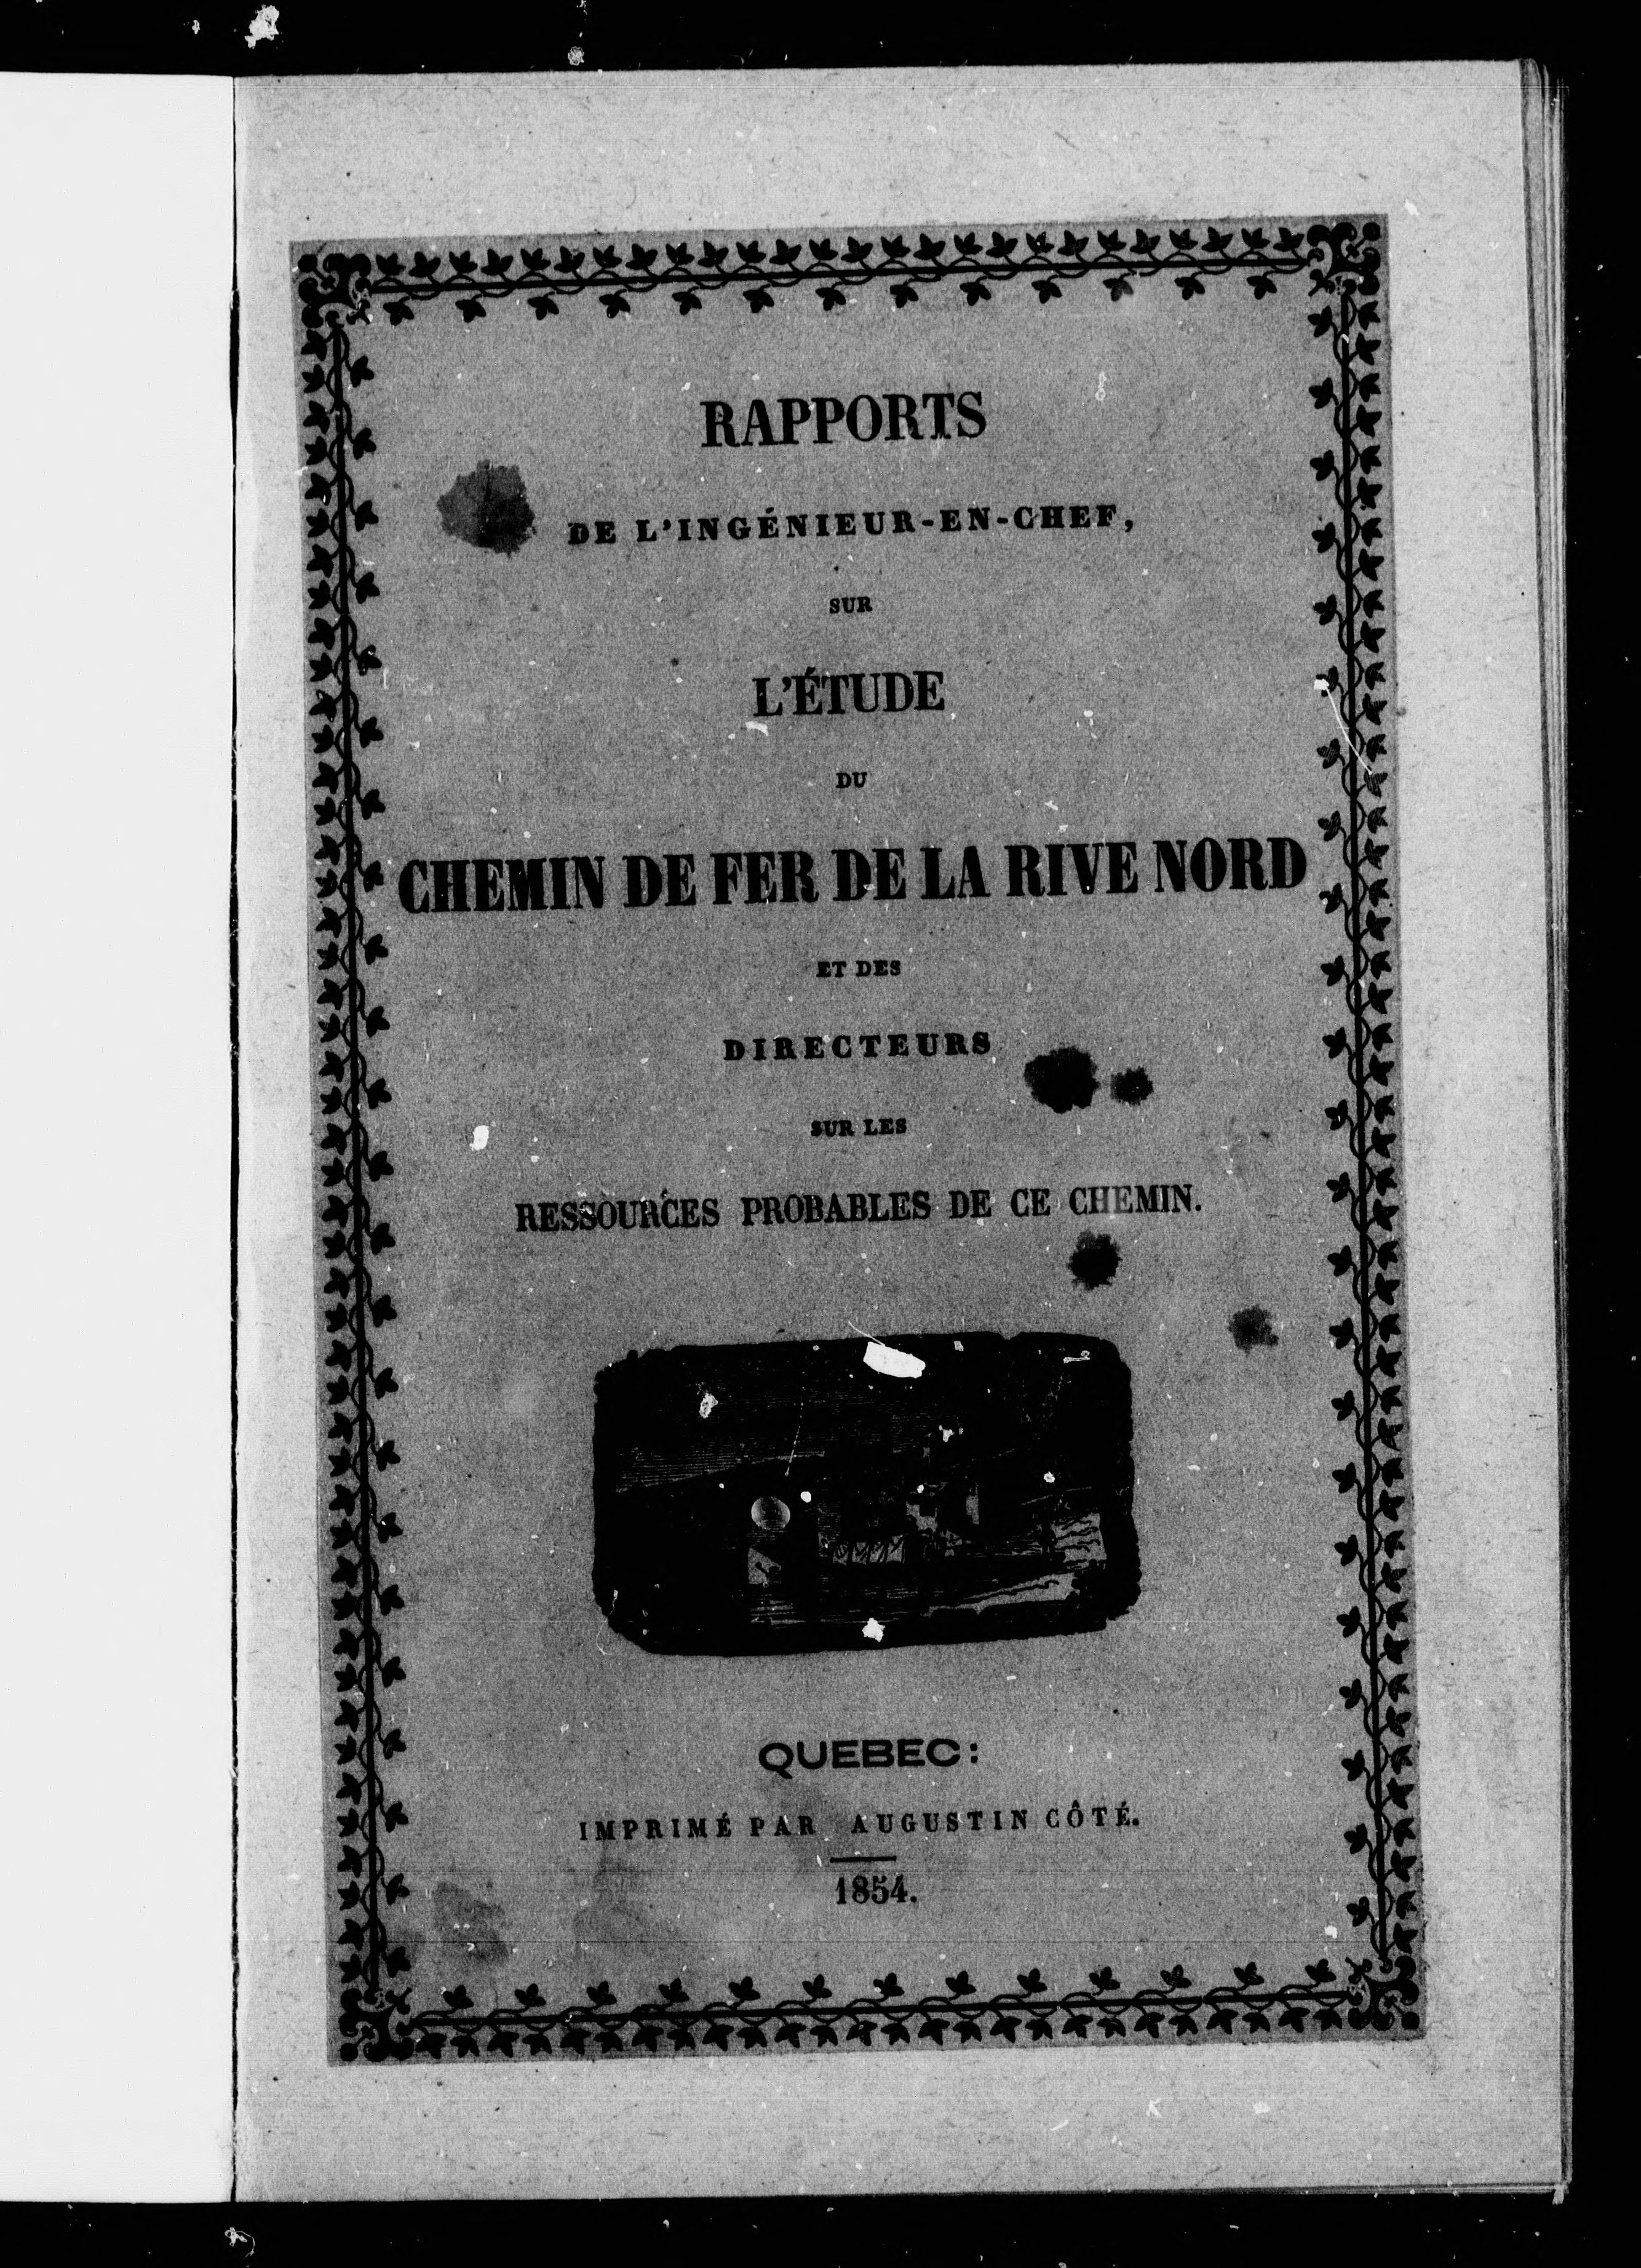 RAPPORTS
DE L'INGÉNIEUR-EN-CHEF,
SUR
L'ÉTUDE
DU
CHEMIN DE FER DE LA RIVE NORD
ET DES
DIRECTEURS
SUR LES
RESSOURCES PROBABLES DE CE CHEMIN.
QUEBEC:
IMPRIMÉ PAR AUGUSTIN CÔTÉ.
1854.